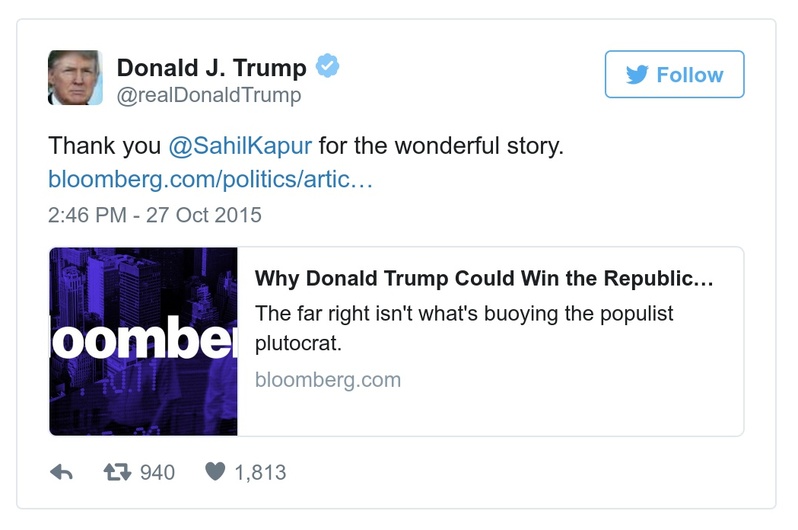 Donald J. Trump
@realDonaldTrump
Follow
Thank you @SahilKapur for the wonderful story.
bloomberg.com/politics/artic…
2:46 PM - 27 Oct 2015
oombe
Why Donald Trump Could Win the Republic…
The far right isn't what's buoying the populist
plutocrat.
bloomberg.com
940
1,813